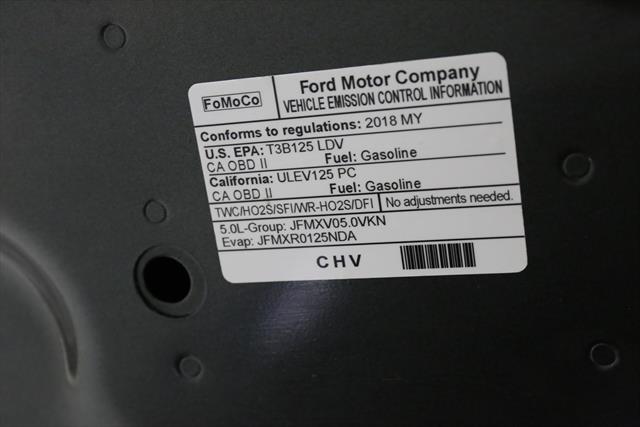 FoMoCo
Ford Motor Company
VEHICLE EMISSION CONTROL INFORMATION
Conforms to regulations: 2018 MY
U.S. EPA: T3B125 LDV
CA OBD II Fuel: Gasoline
California: ULEV125 PC
CA OBD II Fuel: Gasoline
TWC/HO2S/SFI/WR-HO2S/DFI No adjustments needed.
5.0L-Group: JFMXV05.0VKN
Evap: JFMXR0125NDA
CHV